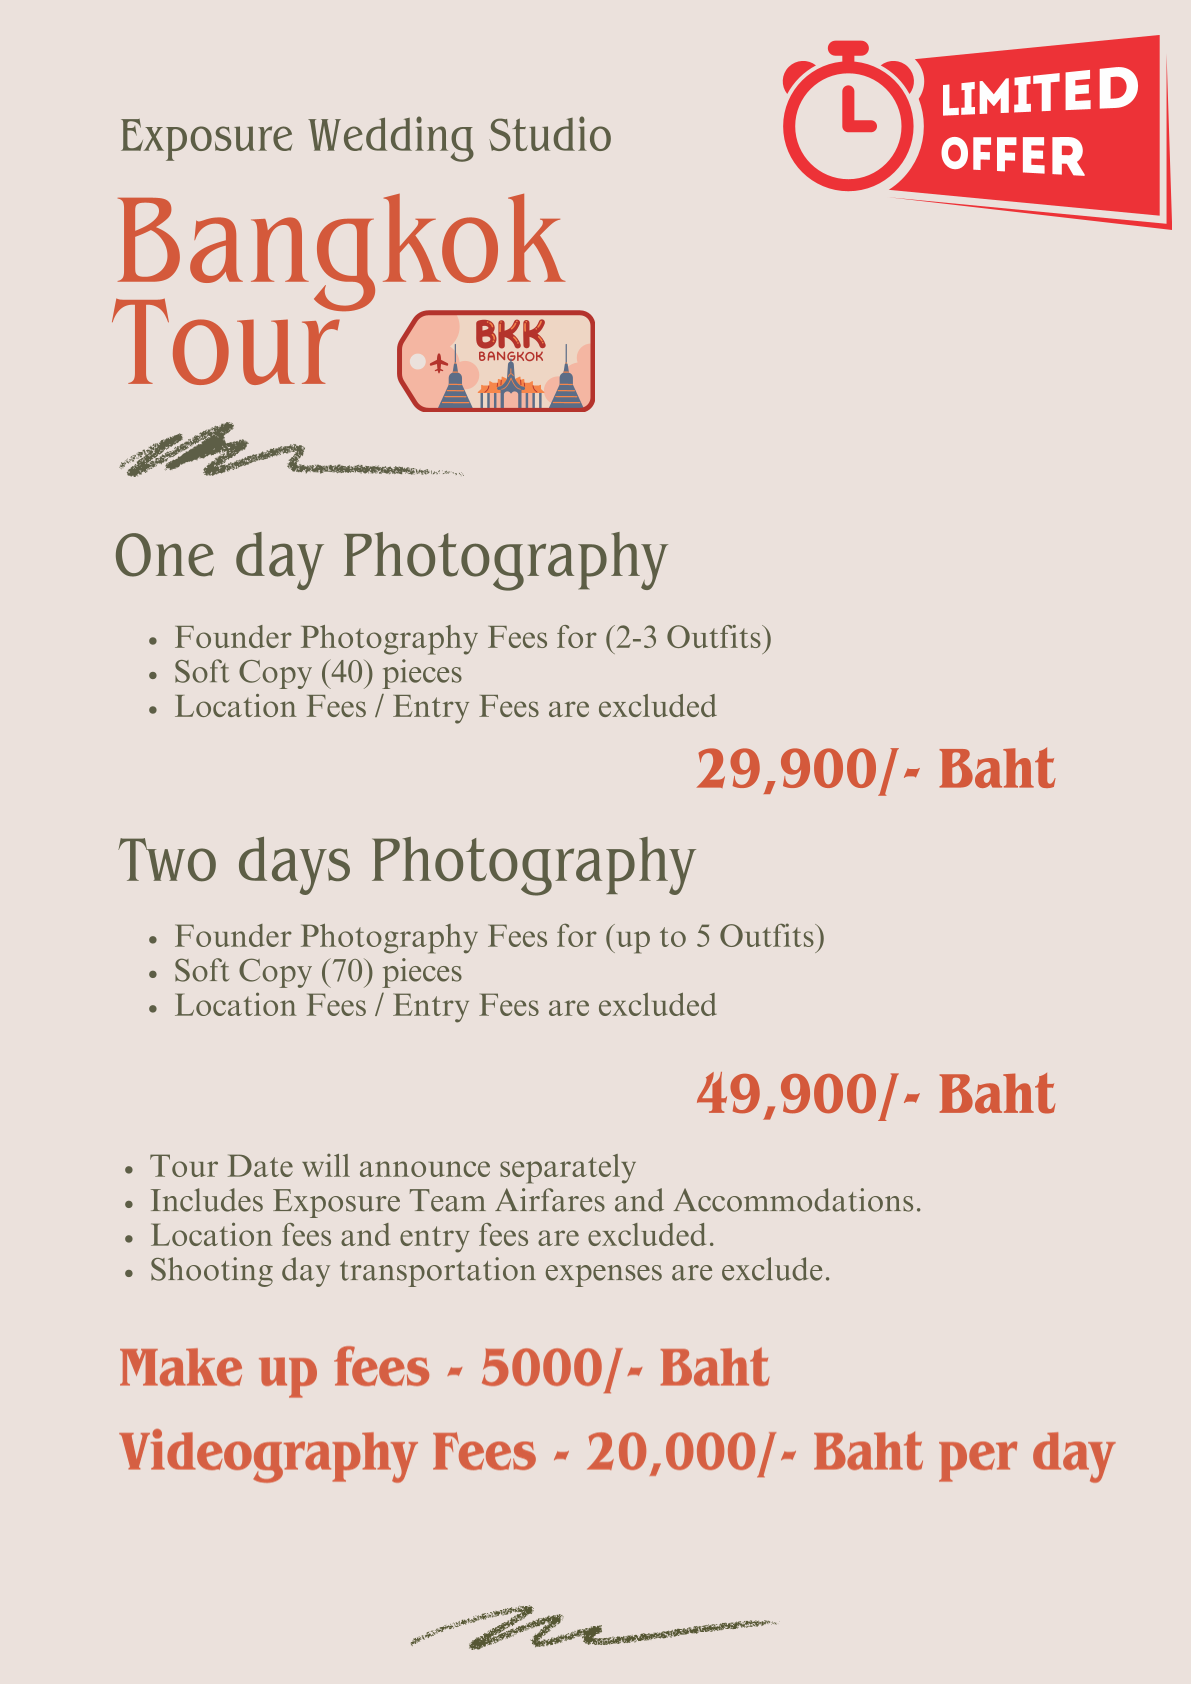 LIMITED
OFFER
Exposure Wedding Studio
Bangkok
Tour
BKK
BANGKOK
One day Photography
• Founder Photography Fees for (2-3 Outfits)
• Soft Copy (40) pieces
• Location Fees / Entry Fees are excluded
29,900/- Baht
Two days Photography
• Founder Photography Fees for (up to 5 Outfits)
• Soft Copy (70) pieces
• Location Fees / Entry Fees are excluded
49,900/- Baht
• Tour Date will announce separately
• Includes Exposure Team Airfares and Accommodations.
• Location fees and entry fees are excluded.
• Shooting day transportation expenses are exclude.
Make up fees - 5000/- Baht
Videography Fees - 20,000/- Baht per day